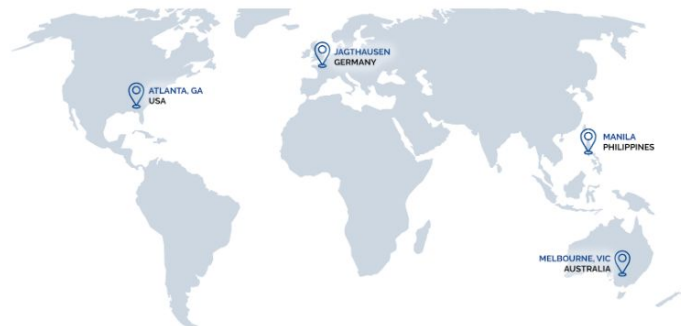 JAGTHAUSEN
GERMANY
ATLANTA, GA
USA
MANILA
PHILIPPINES
MELBOURNE, VIC
AUSTRALIA